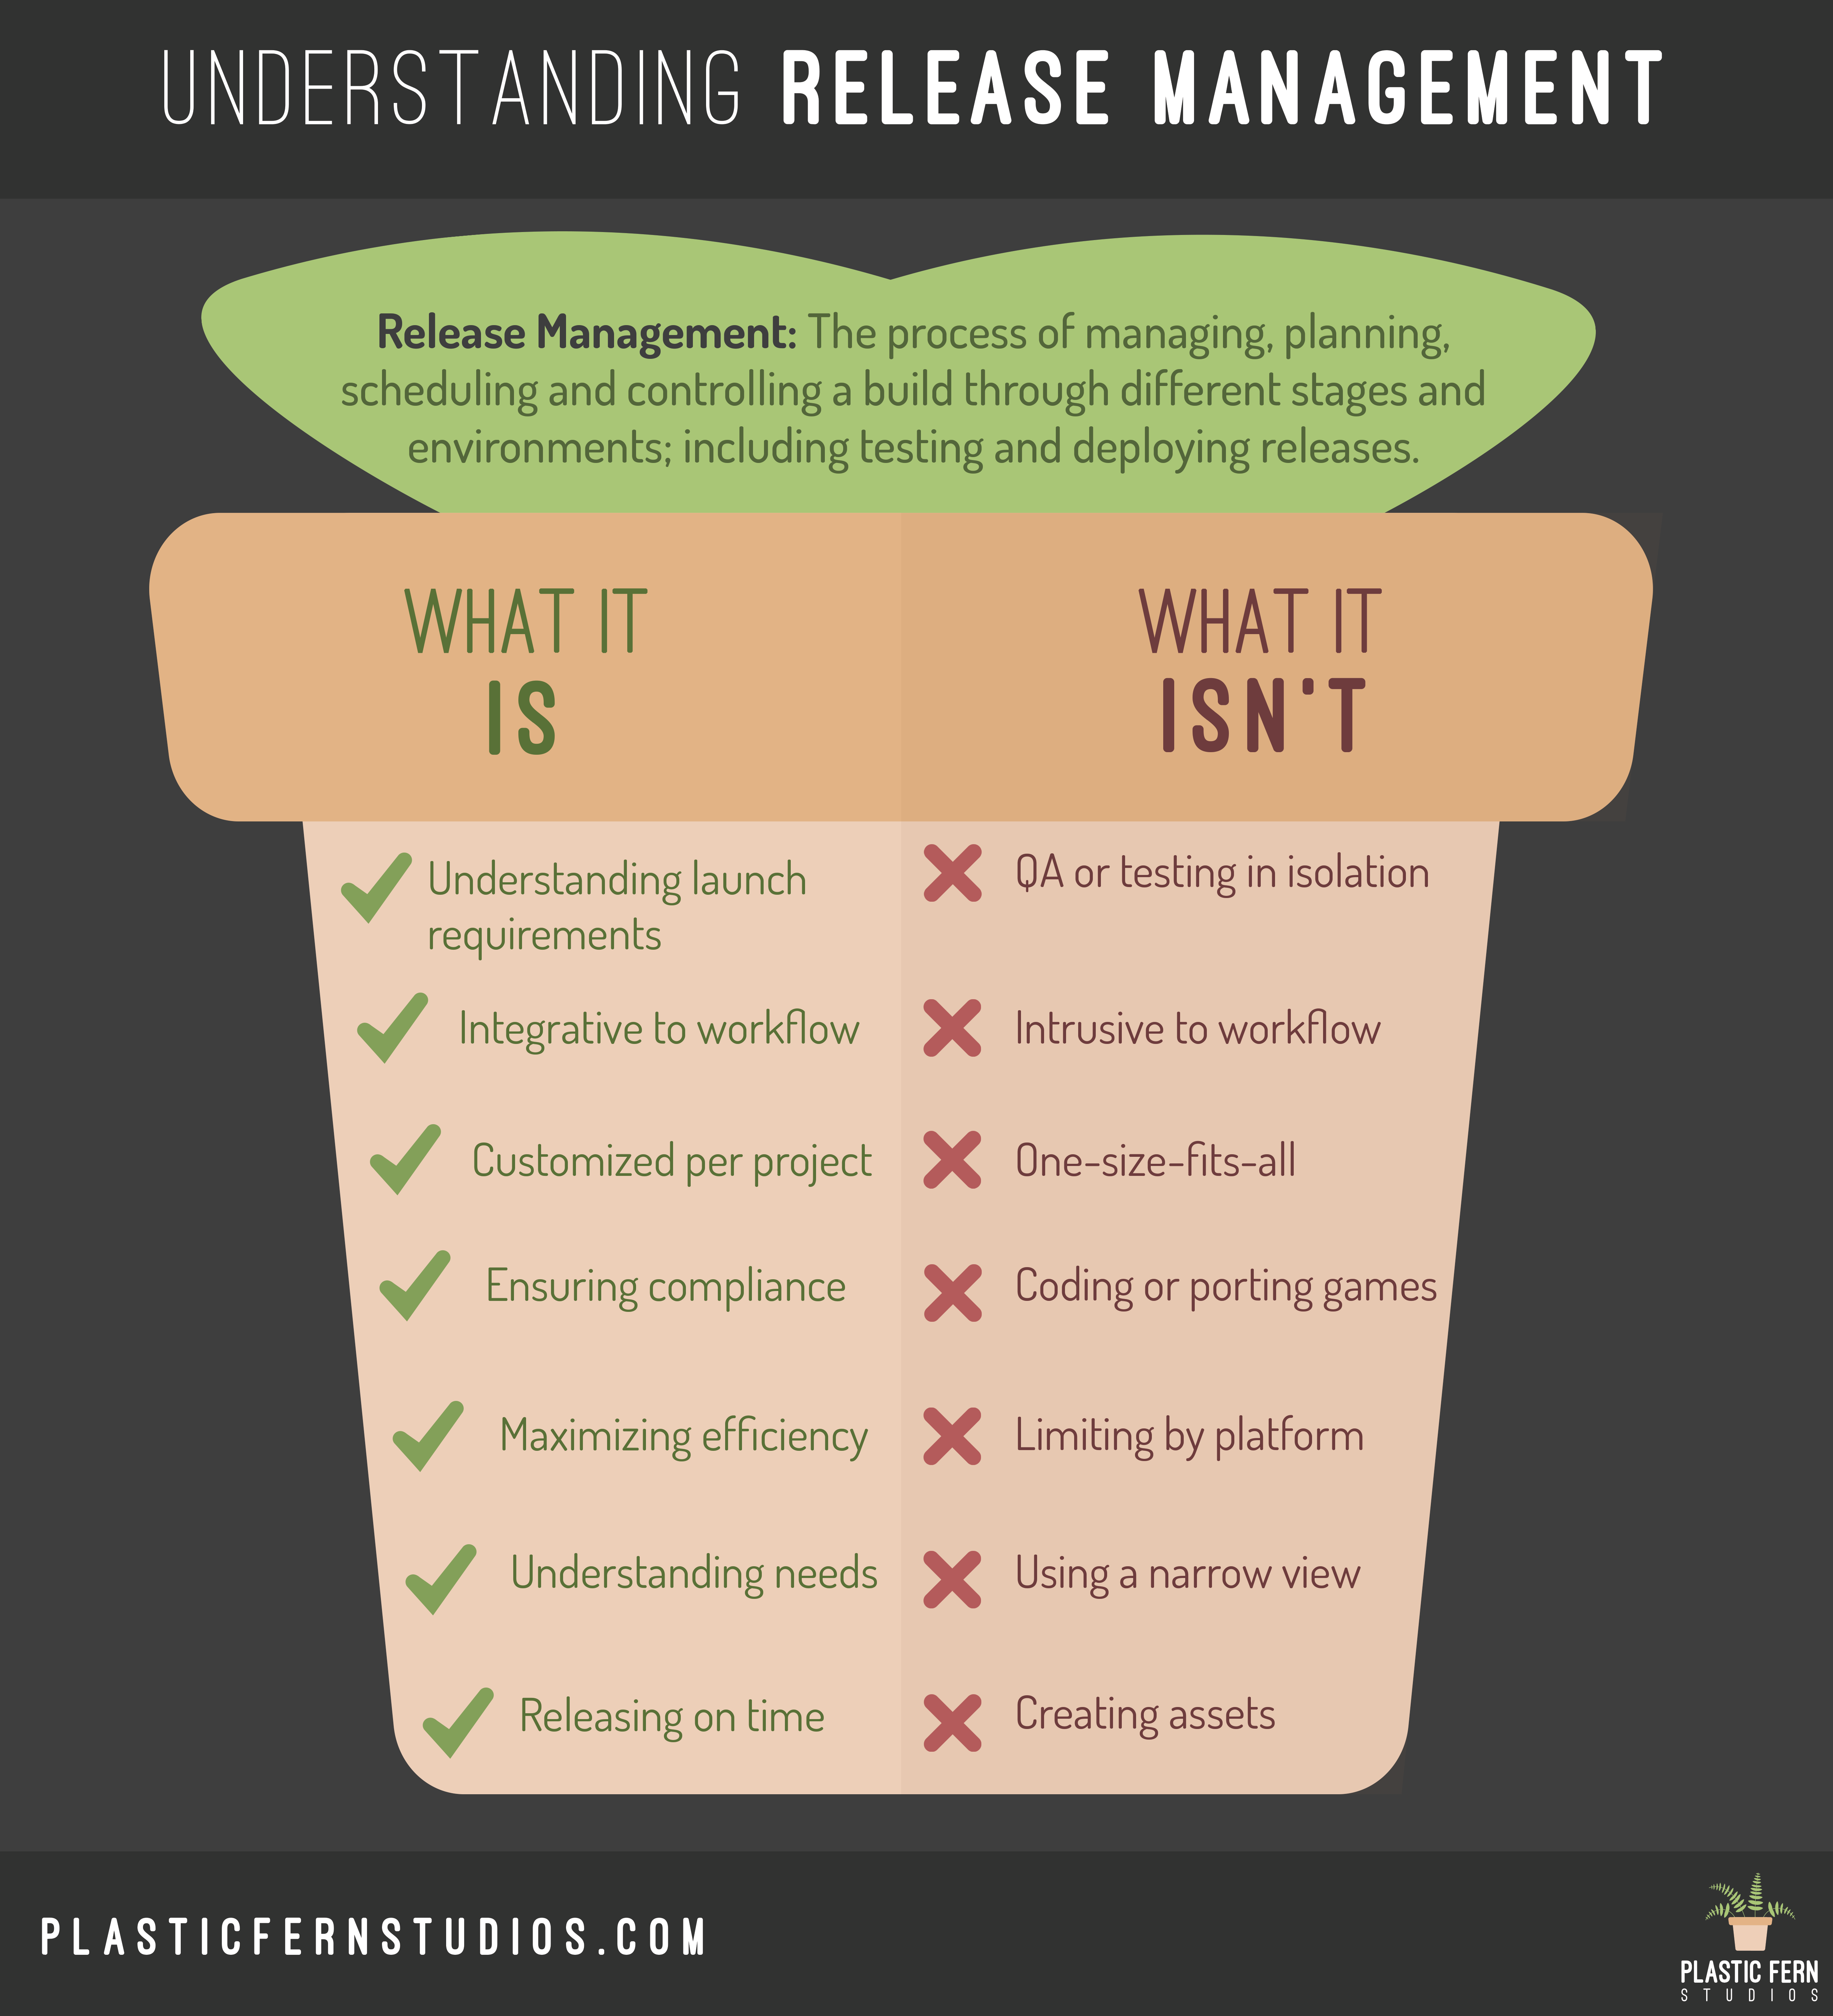 UNDERSTANDING RELEASE MANAGEMENT
Release Management: The process of managing, planning,
scheduling and controlling a build through different stages and
environments; including testing and deploying releases.
WHAT IT
IS
Understanding launch
requirements
Integrative to workflow
Customized per project
Ensuring compliance
Maximizing efficiency
Understanding needs
Releasing on time
WHAT IT
ISN'T
QA or testing in isolation
Intrusive to workflow
One-size-fits-all
Coding or porting games
Limiting by platform
Using a narrow view
Creating assets
PLASTICFERNSTUDIOS.COM
PLASTIC FERN
STUDIOS